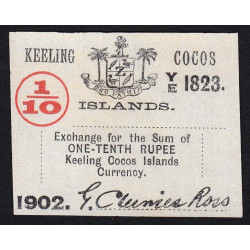 KEELING COCOS
1/10
Y/E 1823.
ISLANDS.
Exchange for the Sum of
ONE-TENTH RUPEE
Keeling Cocos Islands
Currency.
1902. G. Clunies Ross